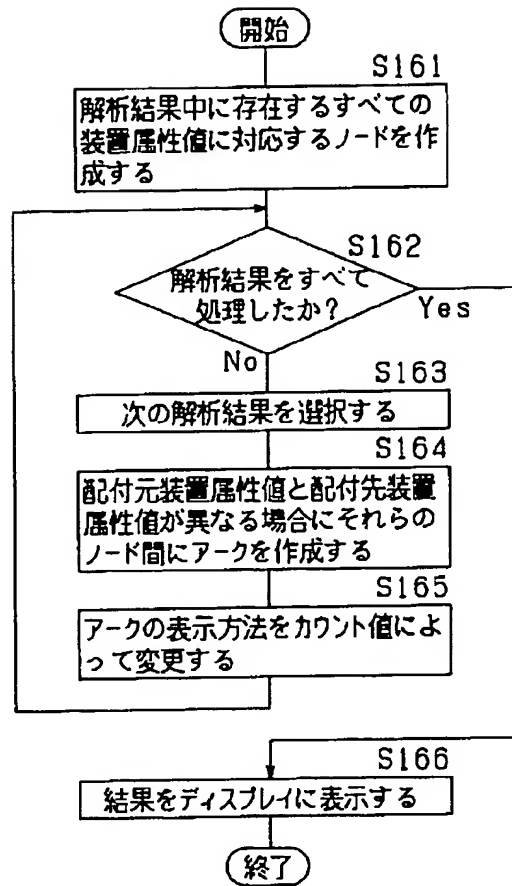 開始
S161
解析結果中に存在するすべての
装置属性値に対応するノードを作
成する
S162
解析結果をすべて
処理したか?
Yes
No
S163
次の解析結果を選択する
S164
配付元装置属性値と配付先装置
属性値が異なる場合にそれらの
ノード間にアークを作成する
S165
アークの表示方法をカウント値によ
って変更する
S166
結果をディスプレイに表示する
終了